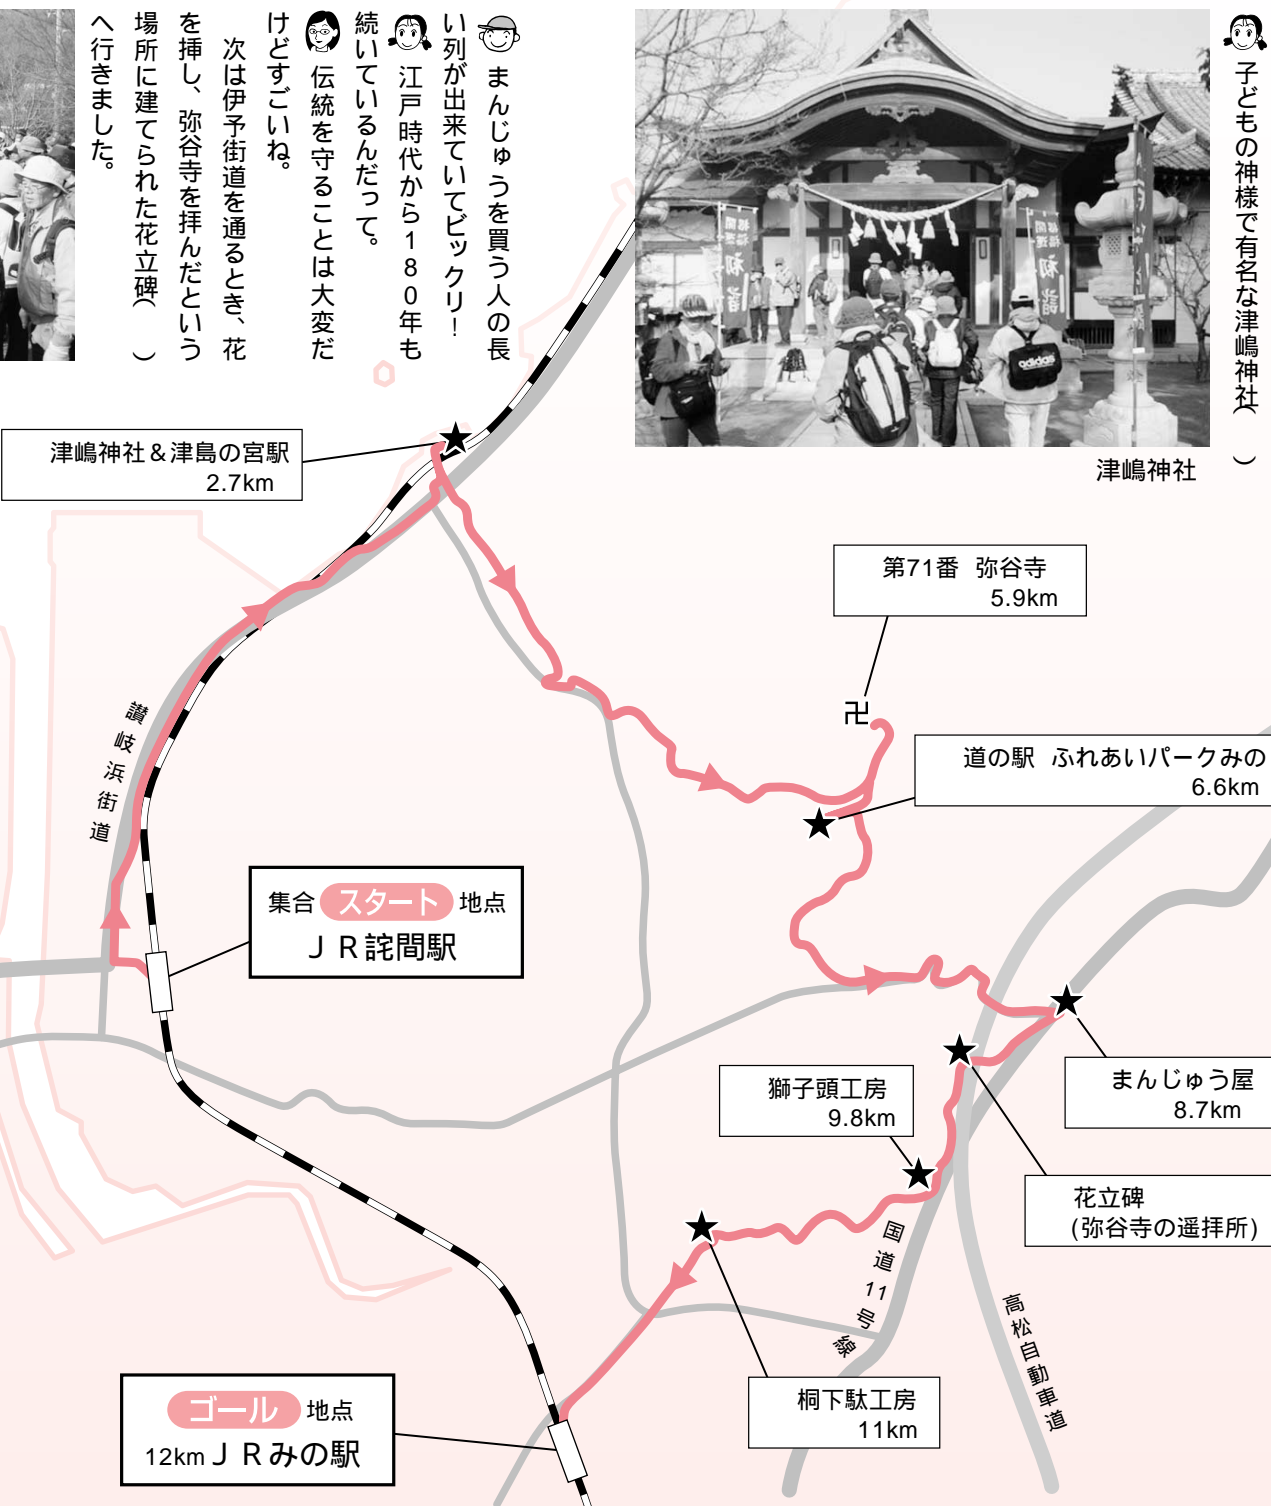 子どもの神様で有名な津嶋神社(　)
津嶋神社
まんじゅうを買う人の長
い列が出来ていてビックリ！
江戸時代から180年も
続いているんだって。
伝統を守ることは大変だ
けどすごいね。
次は伊予街道を通るとき、花
を挿し、弥谷寺を拝んだという
場所に建てられた花立碑(　)
へ行きました。
津嶋神社＆津島の宮駅
2.7km
第71番 弥谷寺
5.9km
卍
道の駅 ふれあいパークみの
6.6km
讃岐浜街道
集合 スタート 地点
ＪＲ詫間駅
まんじゅう屋
8.7km
獅子頭工房
9.8km
花立碑
(弥谷寺の遥拝所)
国道11号線
高松自動車道
桐下駄工房
11km
ゴール 地点
12km ＪＲみの駅
adidas